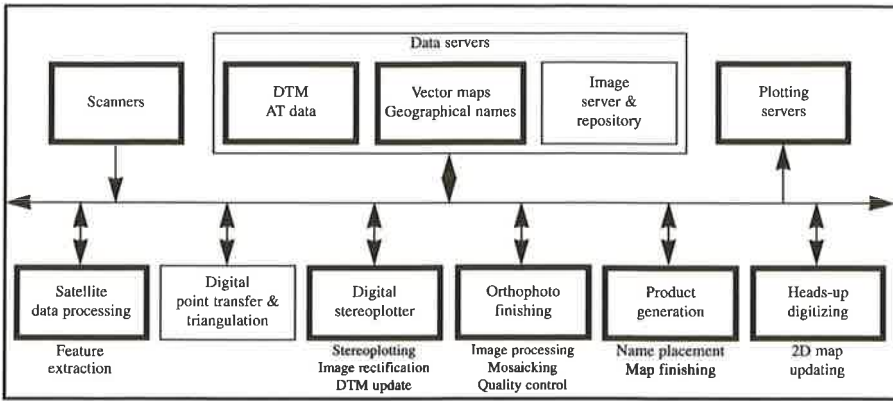 Data servers
Scanners
DTM
AT data
Vector maps
Geographical names
Image
server &
repository
Plotting
servers
Satellite
data processing
Feature
extraction
Digital
point transfer &
triangulation
Digital
stereoplotter
Stereoplotting
Image rectification
DTM update
Orthophoto
finishing
Image processing
Mosaicking
Quality control
Product
generation
Name placement
Map finishing
Heads-up
digitizing
2D map
updating